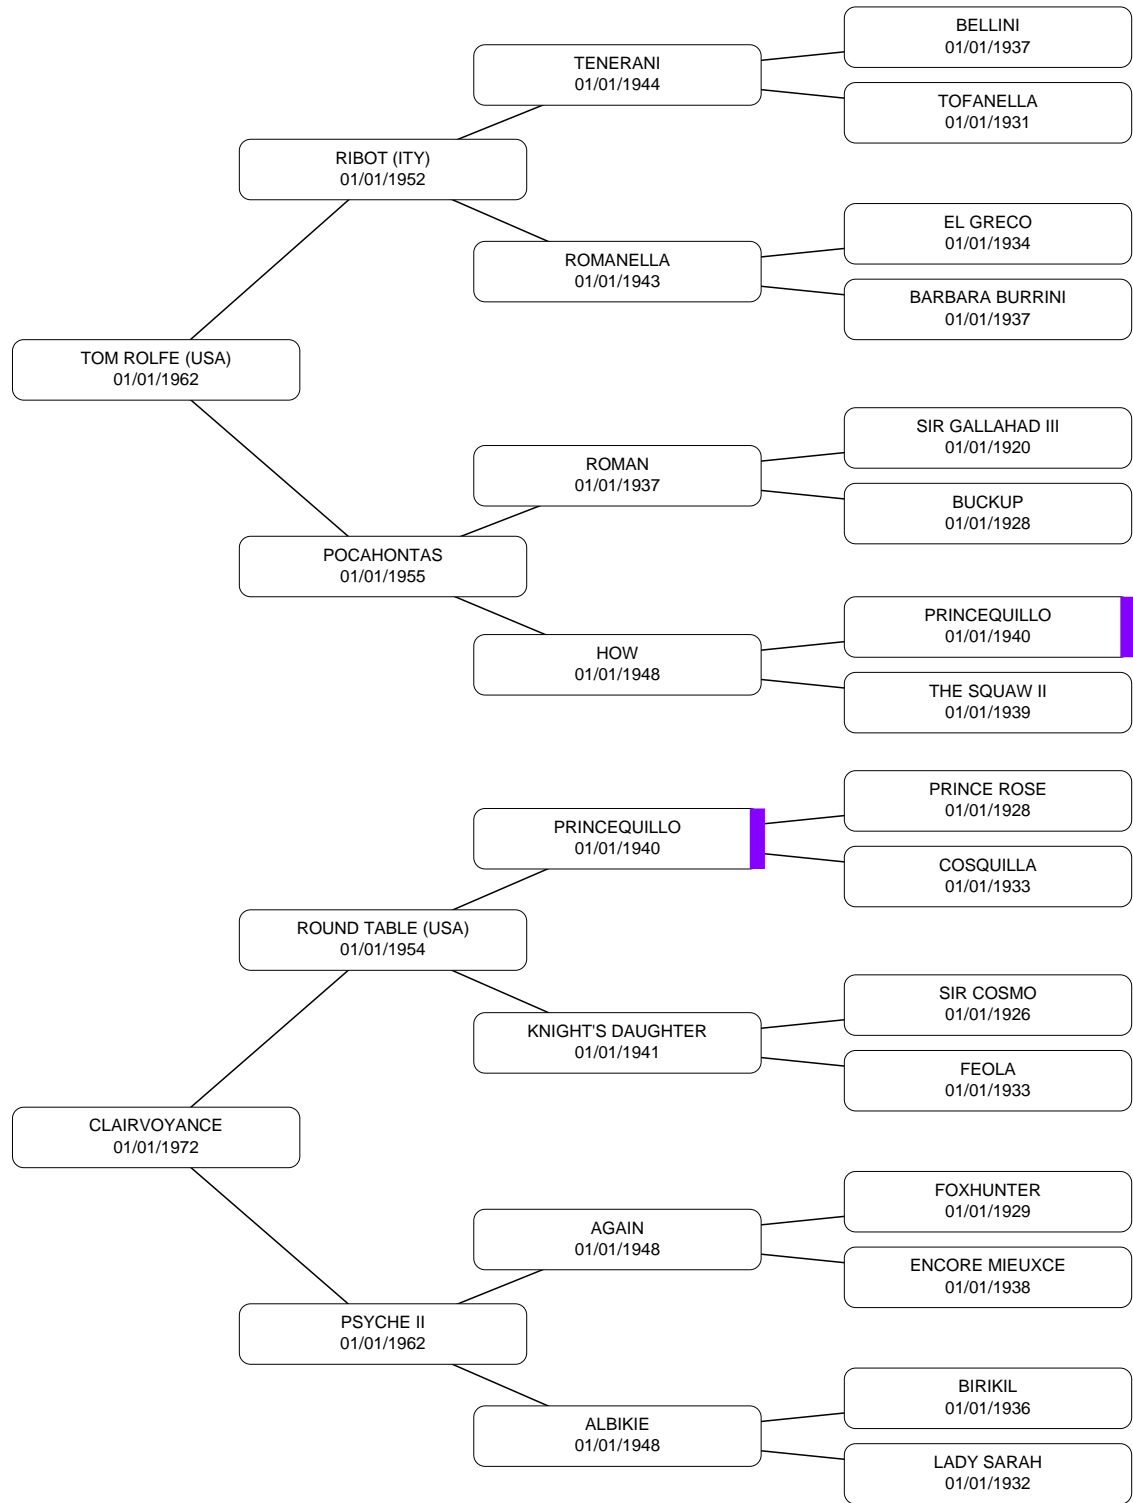 BELLINI
01/01/1937
TENERANI
01/01/1944
TOFANELLA
01/01/1931
RIBOT (ITY)
01/01/1952
EL GRECO
01/01/1934
ROMANELLA
01/01/1943
BARBARA BURRINI
01/01/1937
TOM ROLFE (USA)
01/01/1962
SIR GALLAHAD III
01/01/1920
ROMAN
01/01/1937
BUCKUP
01/01/1928
POCAHONTAS
01/01/1955
PRINCEQUILLO
01/01/1940
HOW
01/01/1948
THE SQUAW II
01/01/1939
PRINCE ROSE
01/01/1928
PRINCEQUILLO
01/01/1940
COSQUILLA
01/01/1933
ROUND TABLE (USA)
01/01/1954
SIR COSMO
01/01/1926
KNIGHT'S DAUGHTER
01/01/1941
FEOLA
01/01/1933
CLAIRVOYANCE
01/01/1972
FOXHUNTER
01/01/1929
AGAIN
01/01/1948
ENCORE MIEUXCE
01/01/1938
PSYCHE II
01/01/1962
BIRIKIL
01/01/1936
ALBIKIE
01/01/1948
LADY SARAH
01/01/1932